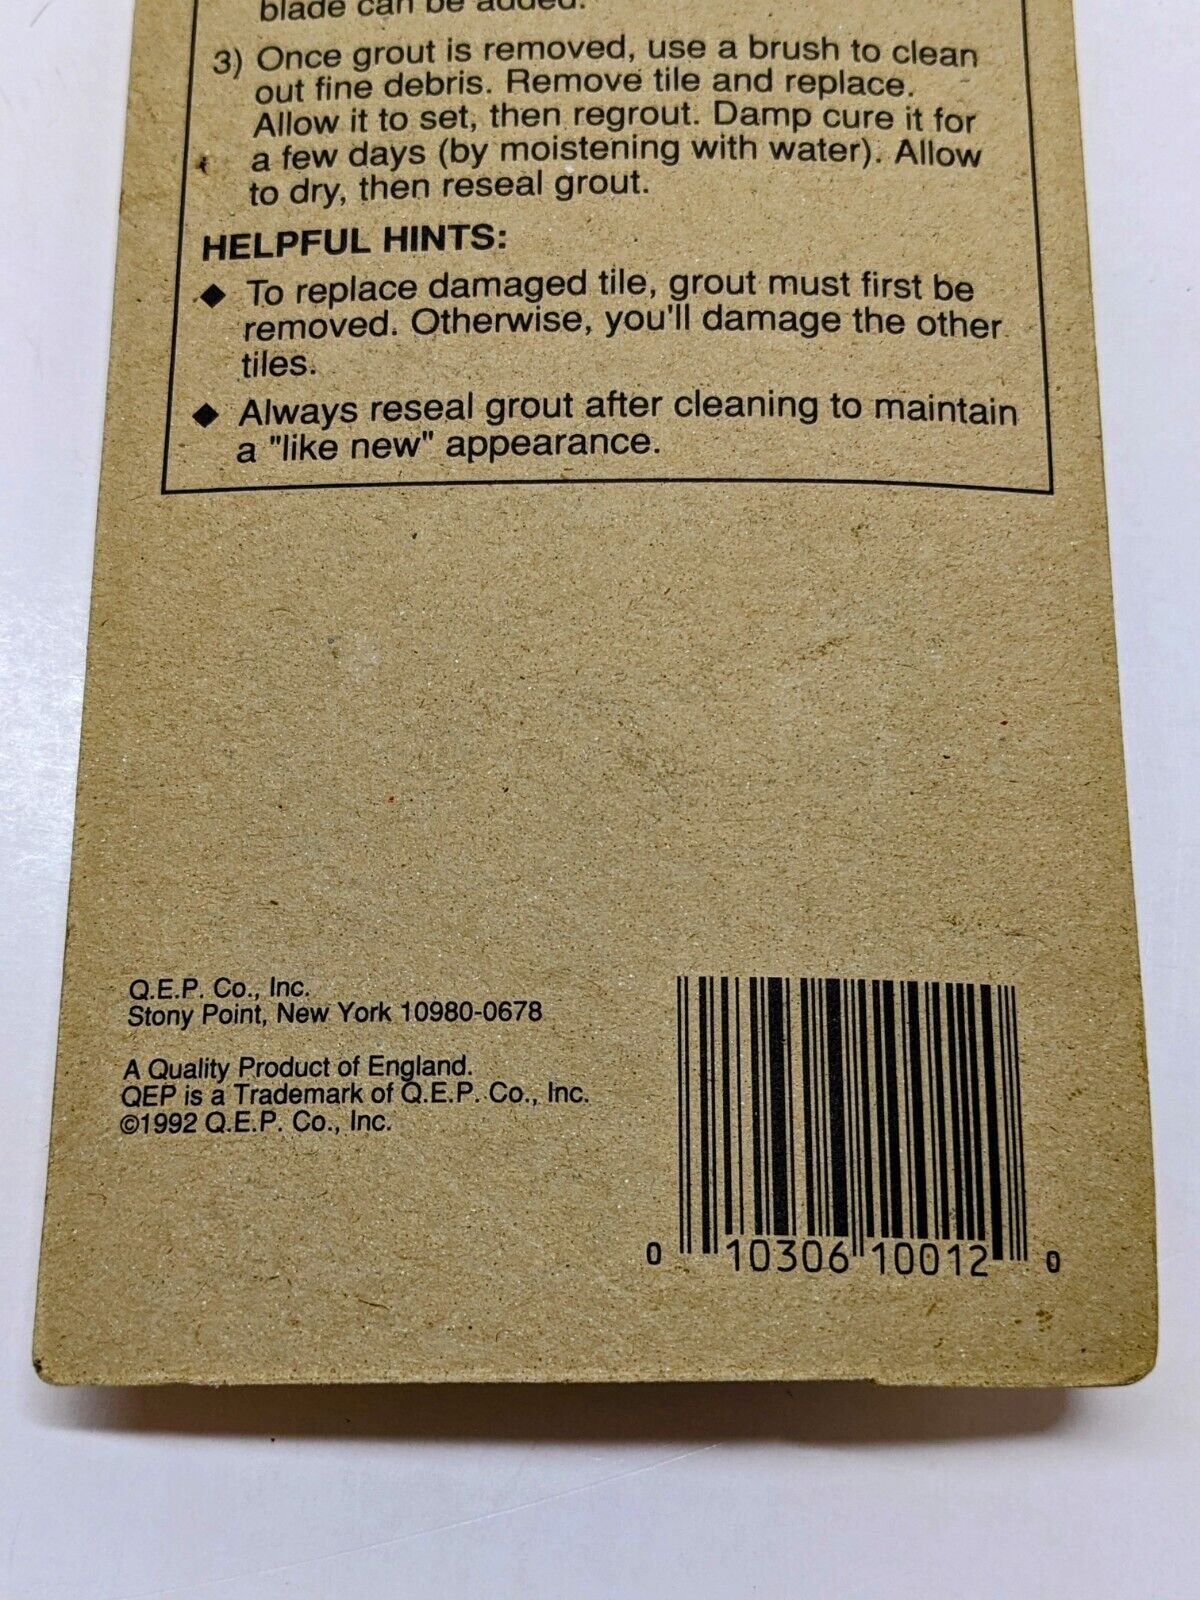 blade can be added.
3) Once grout is removed, use a brush to clean
out fine debris. Remove tile and replace.
Allow it to set, then regrout. Damp cure it for
a few days (by moistening with water). Allow
to dry, then reseal grout.
HELPFUL HINTS:
◆ To replace damaged tile, grout must first be
removed. Otherwise, you'll damage the other
tiles.
◆ Always reseal grout after cleaning to maintain
a "like new" appearance.
Q.E.P. Co., Inc.
Stony Point, New York 10980-0678
A Quality Product of England.
QEP is a Trademark of Q.E.P. Co., Inc.
©1992 Q.E.P. Co., Inc.
0 10306 10012 0